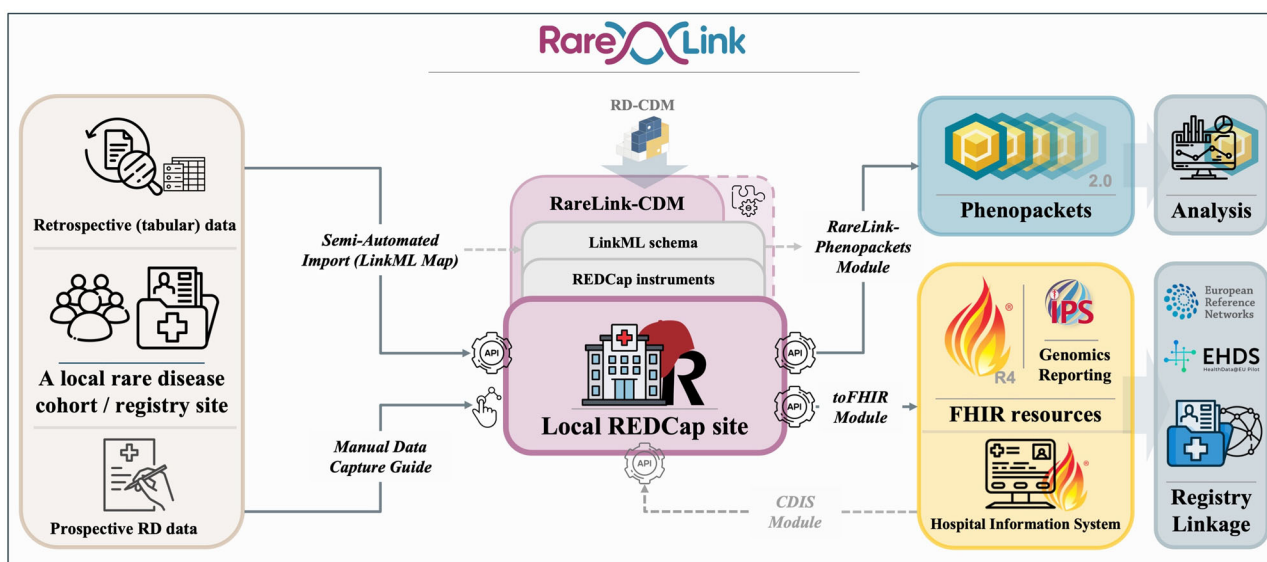 Rare Link
RD-CDM
Retrospective (tabular) data
A local rare disease
cohort / registry site
Prospective RD data
Semi-Automated
Import (LinkML Map)
Manual Data
Capture Guide
API
RareLink-CDM
LinkML schema
REDCap instruments
R
Local REDCap site
API
API
API
RareLink-
Phenopackets
Module
toFHIR
Module
CDIS
Module
2.0
Phenopackets
Analysis
R4
®
iPS
Genomics
Reporting
FHIR resources
®
Hospital Information System
European
Reference
Networks
EHDS
HealthData@EU Pilot
Registry
Linkage